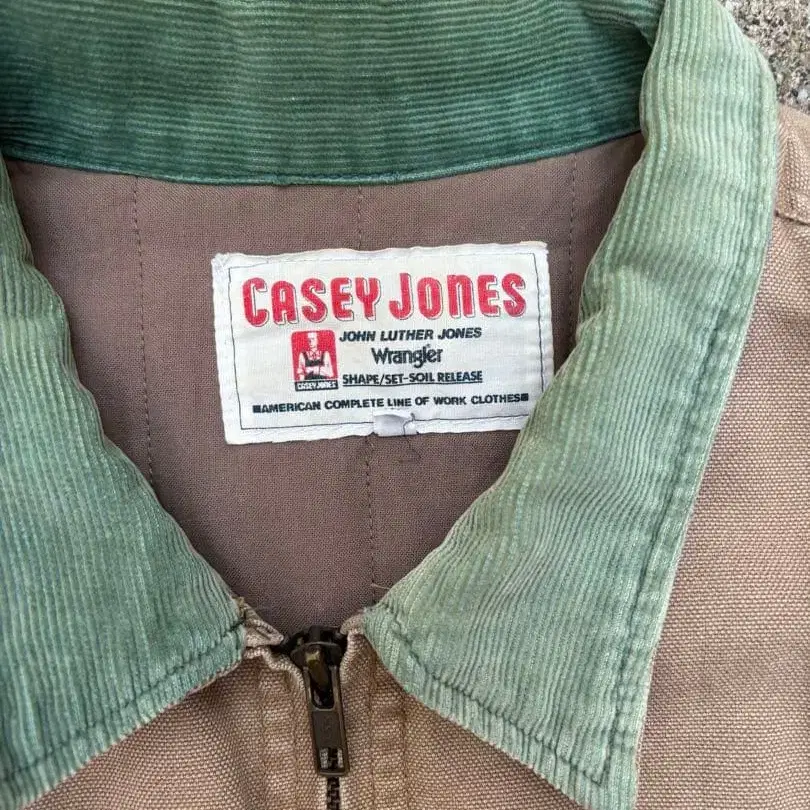 CASEY JONES
JOHN LUTHER JONES
Wrangler
CASEY JONES
SHAPE/SET-SOIL RELEASE
■AMERICAN COMPLETE LINE OF WORK CLOTHES■